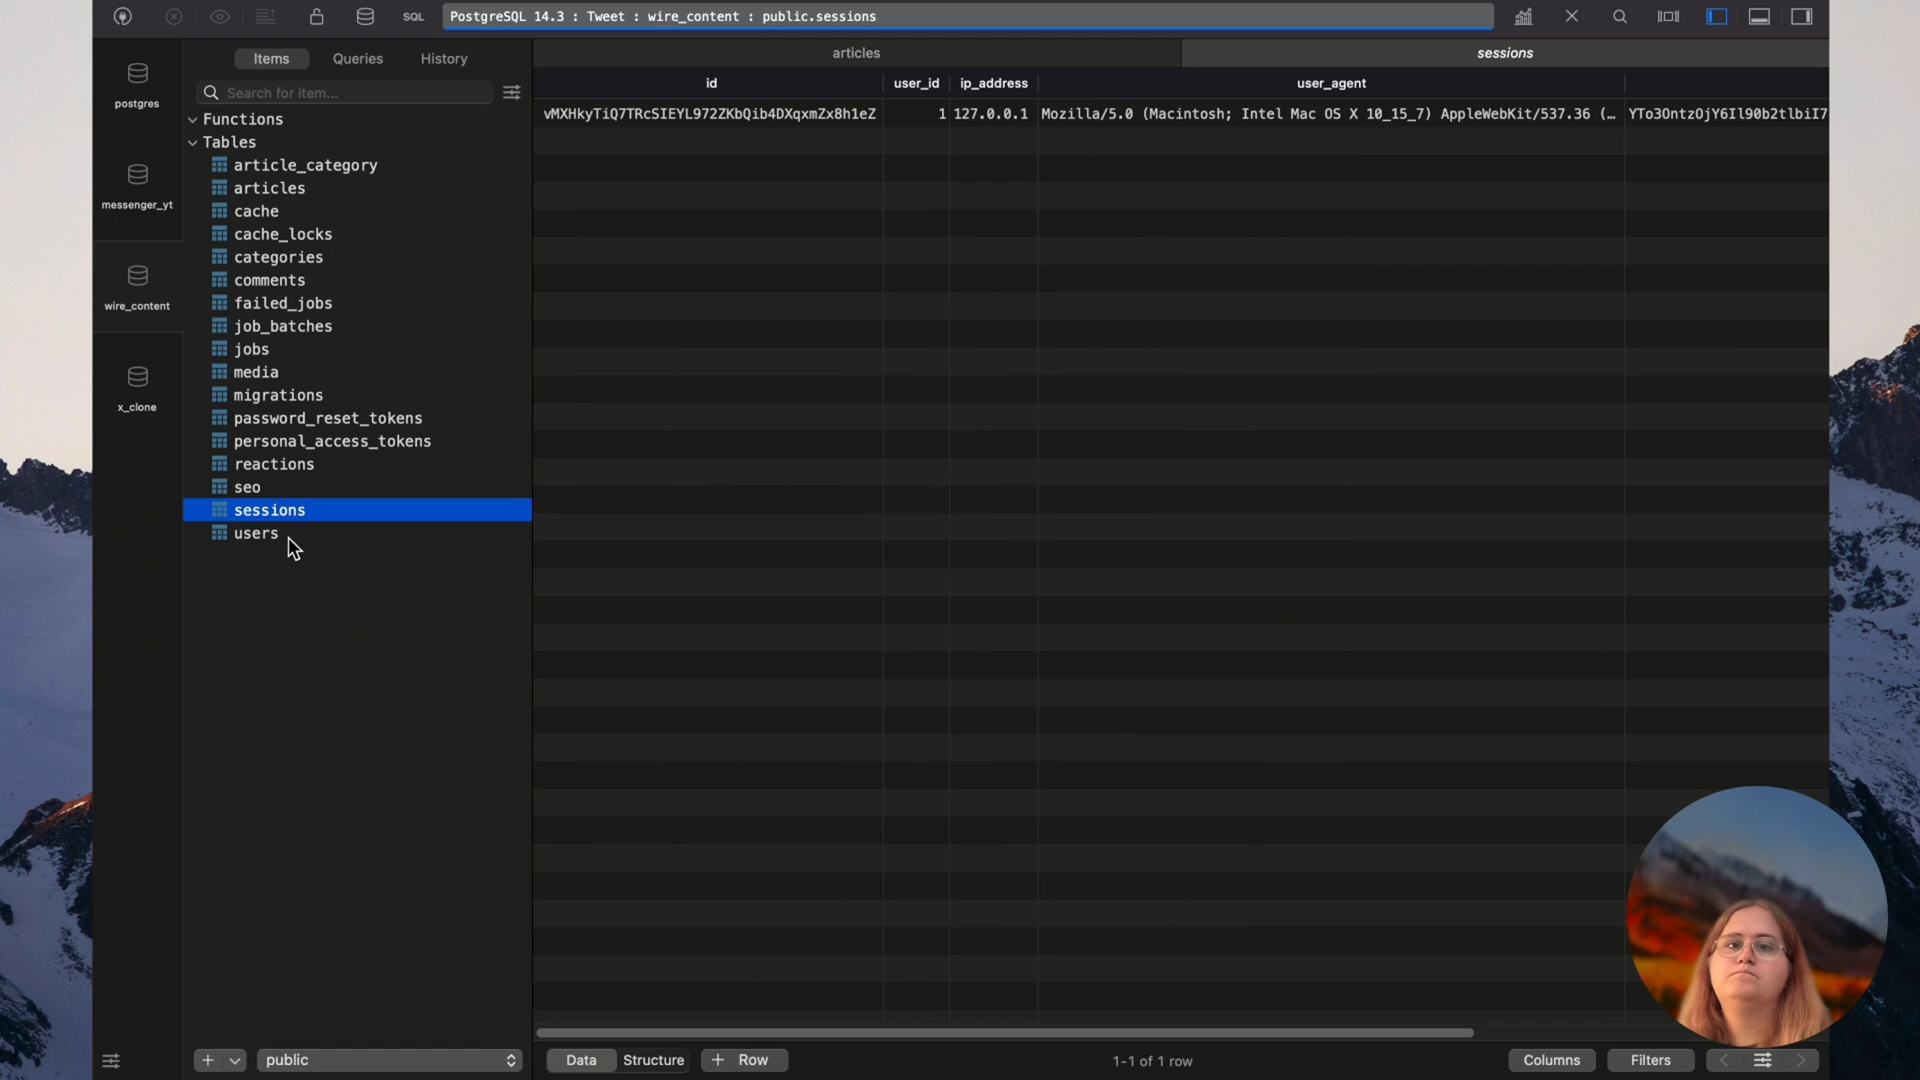 SQL
PostgreSQL 14.3 : Tweet : wire_content : public.sessions
postgres
messenger_yt
wire_content
x_clone
Items
Queries
History
Search for item...
Functions
Tables
article_category
articles
cache
cache_locks
categories
comments
failed_jobs
job_batches
jobs
media
migrations
password_reset_tokens
personal_access_tokens
reactions
seo
sessions
users
public
articles
sessions
id
user_id
ip_address
user_agent
vMXHkyTiQ7TRcSIEYL972ZKbQib4DXqxmZx8h1eZ
1
127.0.0.1
Mozilla/5.0 (Macintosh; Intel Mac OS X 10_15_7) AppleWebKit/537.36 (…
YTo3OntzOjY6Il90b2tlbiI7
Data
Structure
Row
1-1 of 1 row
Columns
Filters